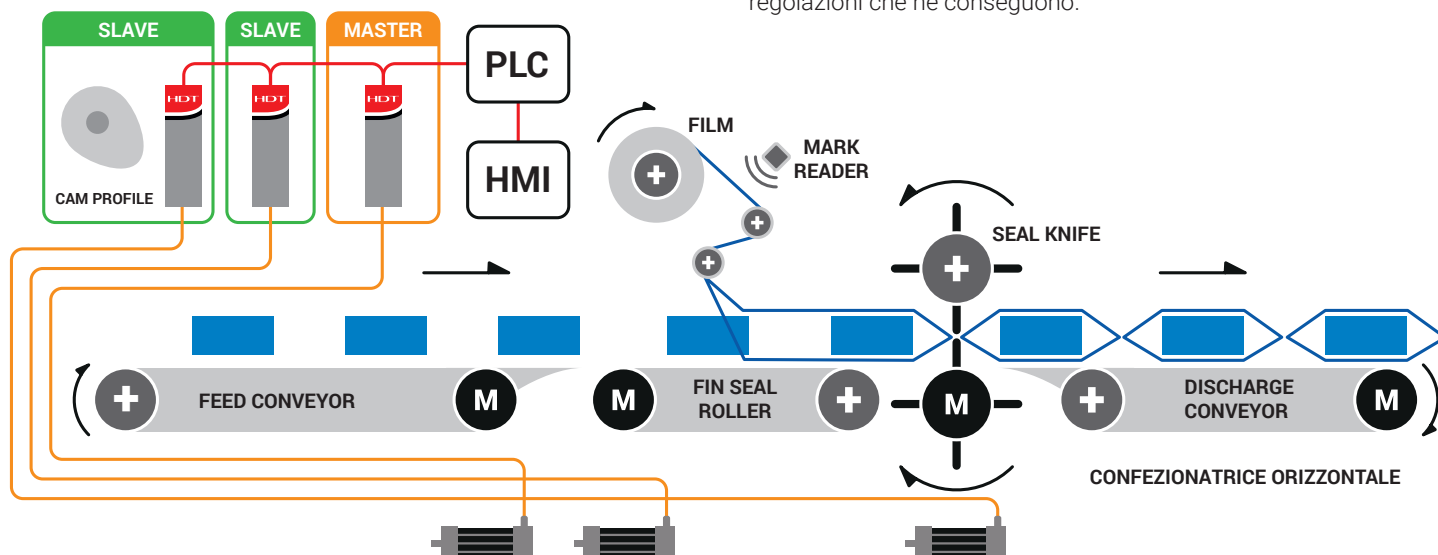 regolazioni che ne conseguono.
SLAVE
SLAVE
MASTER
HDT
HDT
HDT
PLC
HMI
CAM PROFILE
FILM
MARK
READER
SEAL KNIFE
FEED CONVEYOR
M
M
FIN SEAL
ROLLER
M
DISCHARGE
CONVEYOR
M
CONFEZIONATRICE ORIZZONTALE